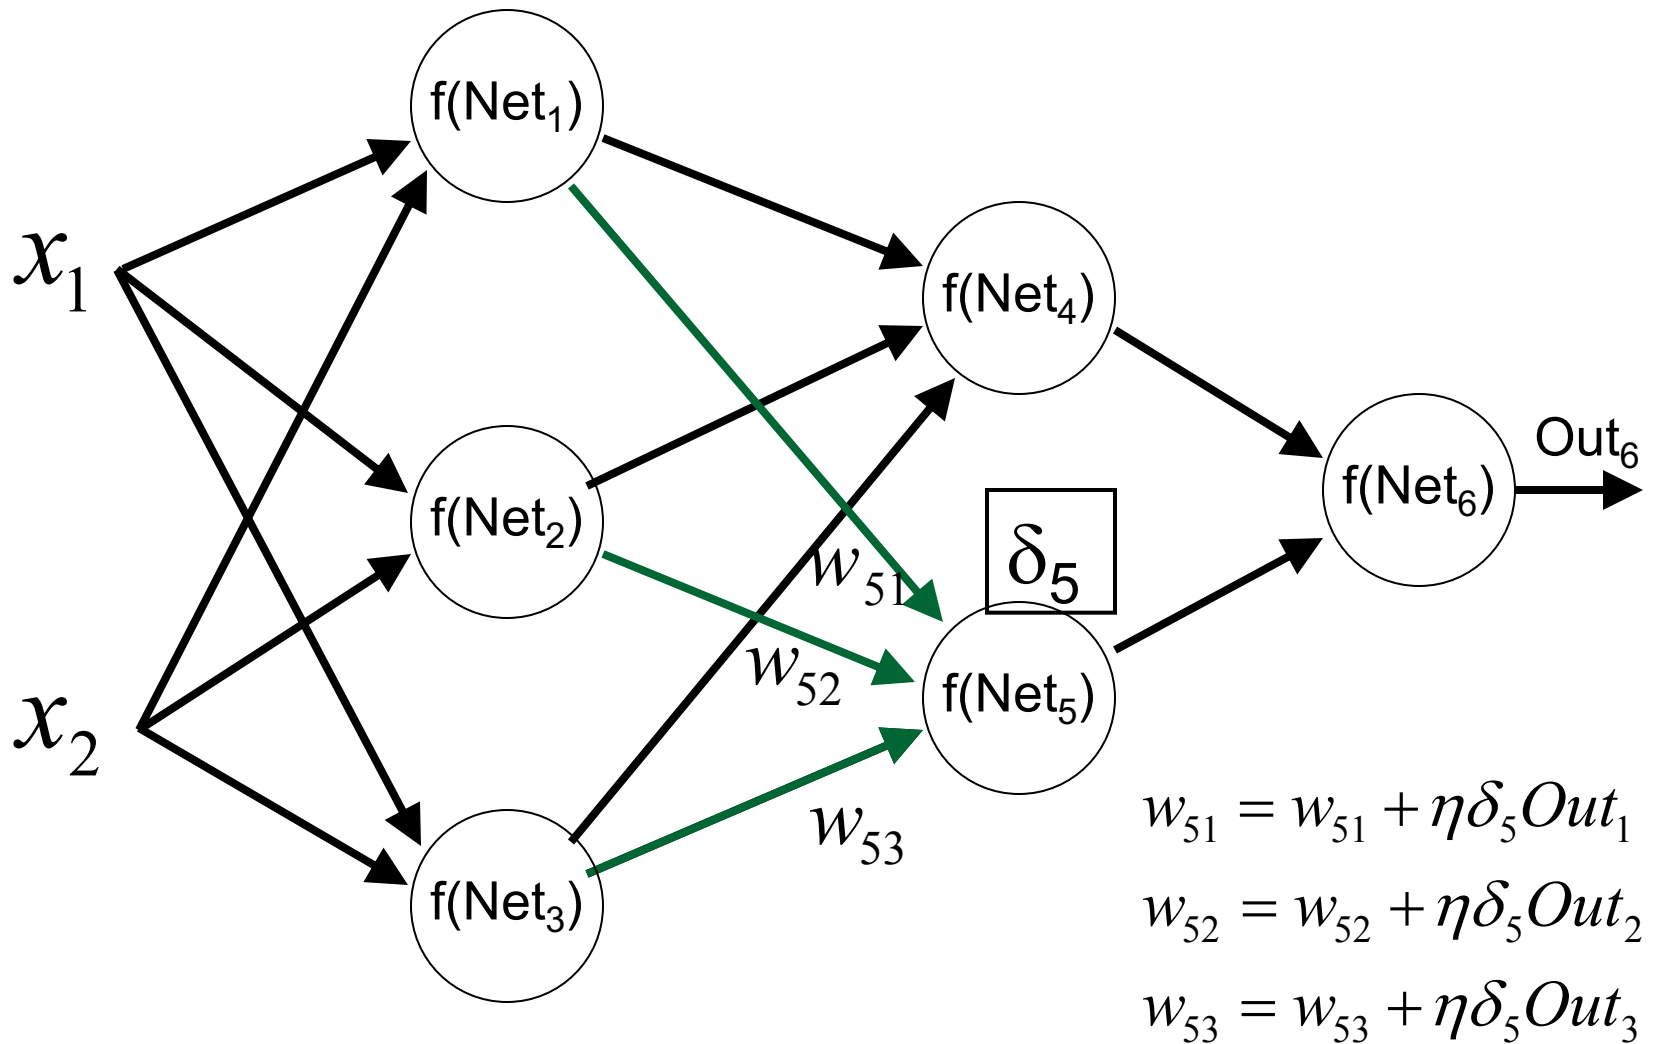 f(Net₁)
x₁
f(Net₄)
Out₆
f(Net₂)
f(Net₆)
δ₅
w₅₁
w₅₂
f(Net₅)
x₂
w₅₃
f(Net₃)
w₅₁ = w₅₁ + ηδ₅Out₁
w₅₂ = w₅₂ + ηδ₅Out₂
w₅₃ = w₅₃ + ηδ₅Out₃